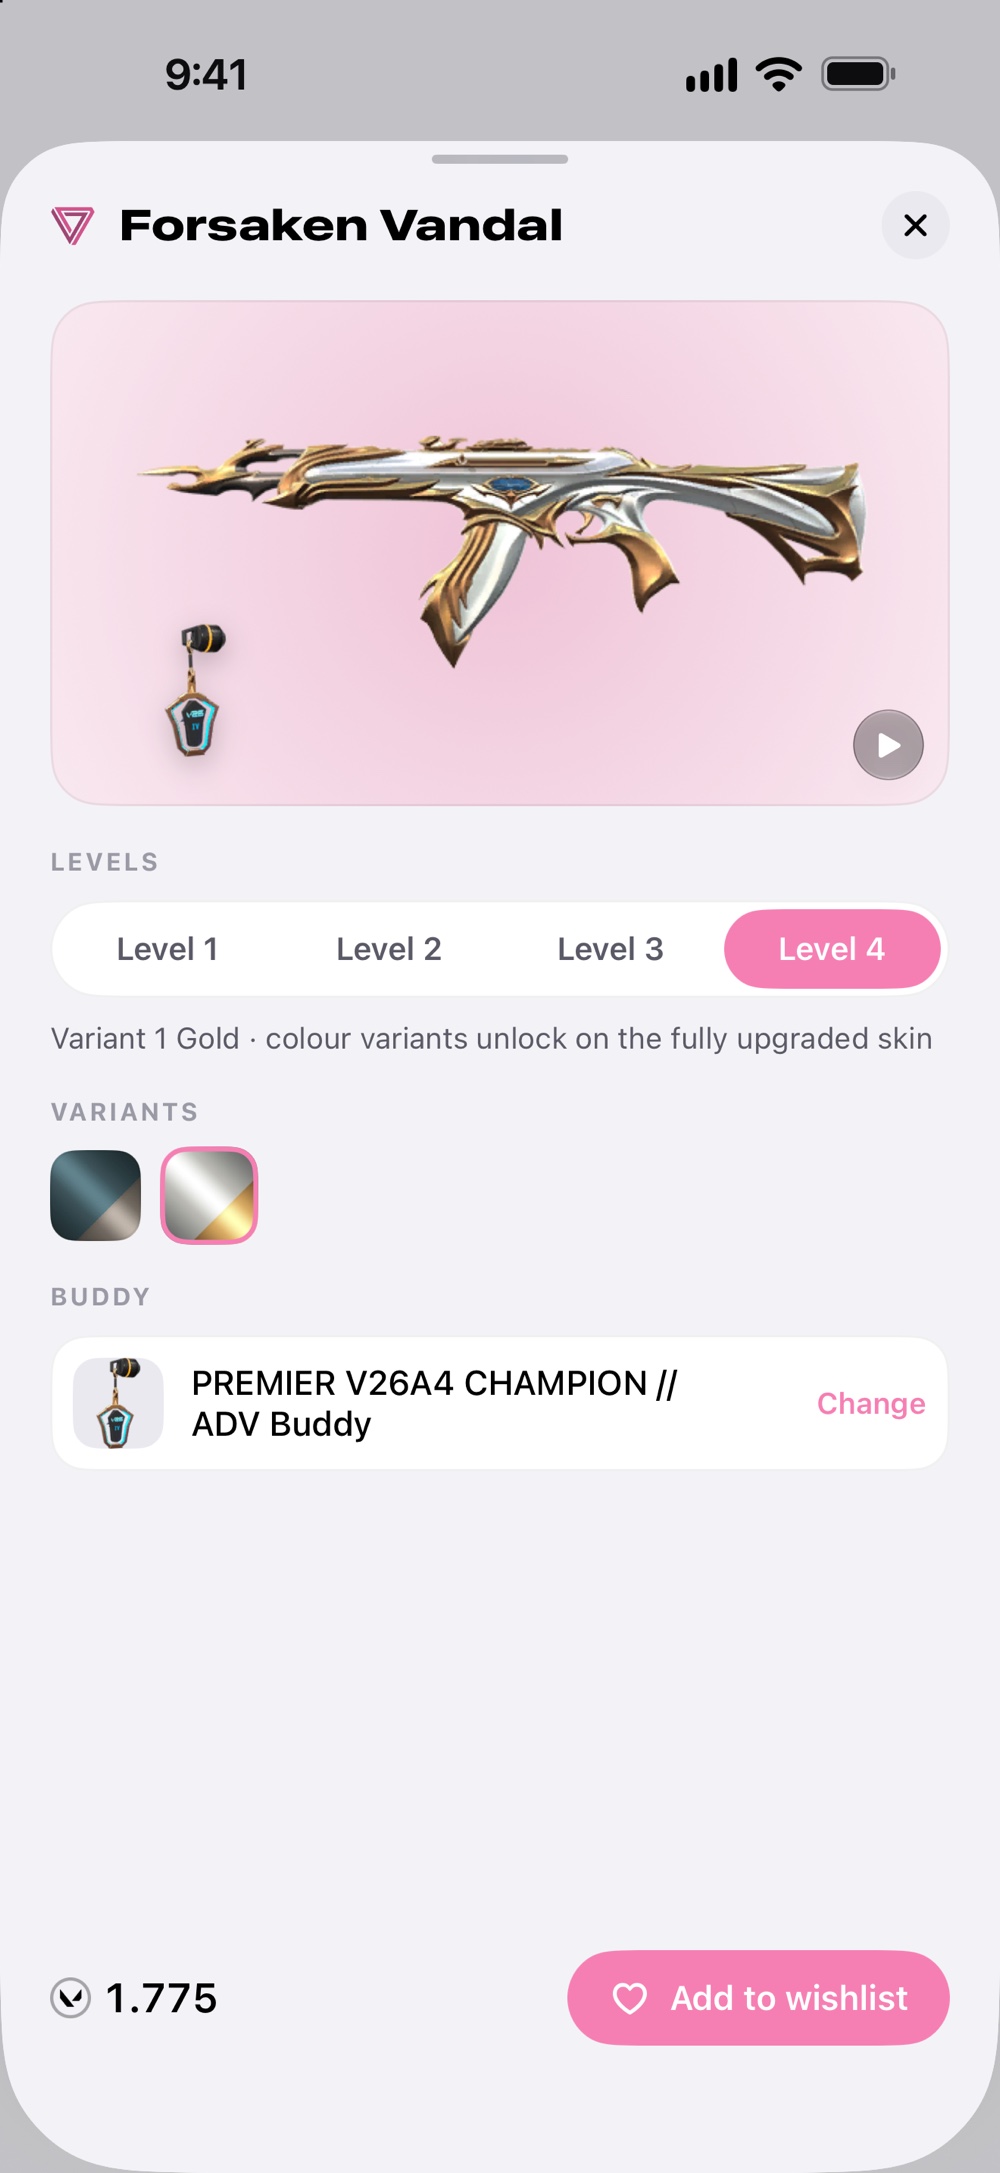 9:41
Forsaken Vandal
LEVELS
Level 1
Level 2
Level 3
Level 4
Variant 1 Gold · colour variants unlock on the fully upgraded skin
VARIANTS
BUDDY
PREMIER V26A4 CHAMPION //
ADV Buddy
Change
1.775
Add to wishlist